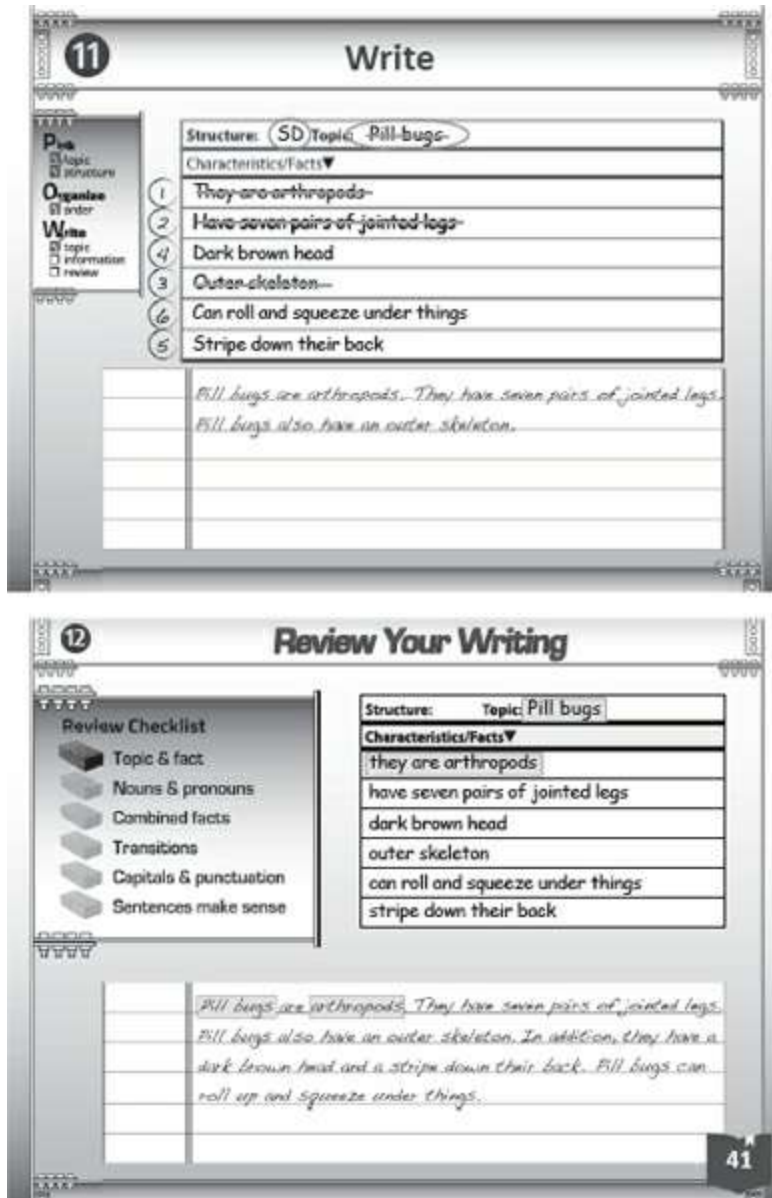 11
Write
Pick
topic
structure
Organize
order
Write
topic
information
review
Structure: SD Topic: Pill bugs
Characteristics/Facts▼
1 They are arthropods
2 Have seven pairs of jointed legs
4 Dark brown head
3 Outer skeleton
6 Can roll and squeeze under things
5 Stripe down their back
Pill bugs are arthropods. They have seven pairs of jointed legs.
Pill bugs also have an outer skeleton.
12
Review Your Writing
Review Checklist
Topic & fact
Nouns & pronouns
Combined facts
Transitions
Capitals & punctuation
Sentences make sense
Structure: Topic: Pill bugs
Characteristics/Facts▼
they are arthropods
have seven pairs of jointed legs
dark brown head
outer skeleton
can roll and squeeze under things
stripe down their back
Pill bugs are arthropods. They have seven pairs of jointed legs.
Pill bugs also have an outer skeleton. In addition, they have a
dark brown head and a stripe down their back. Pill bugs can
roll up and squeeze under things.
41